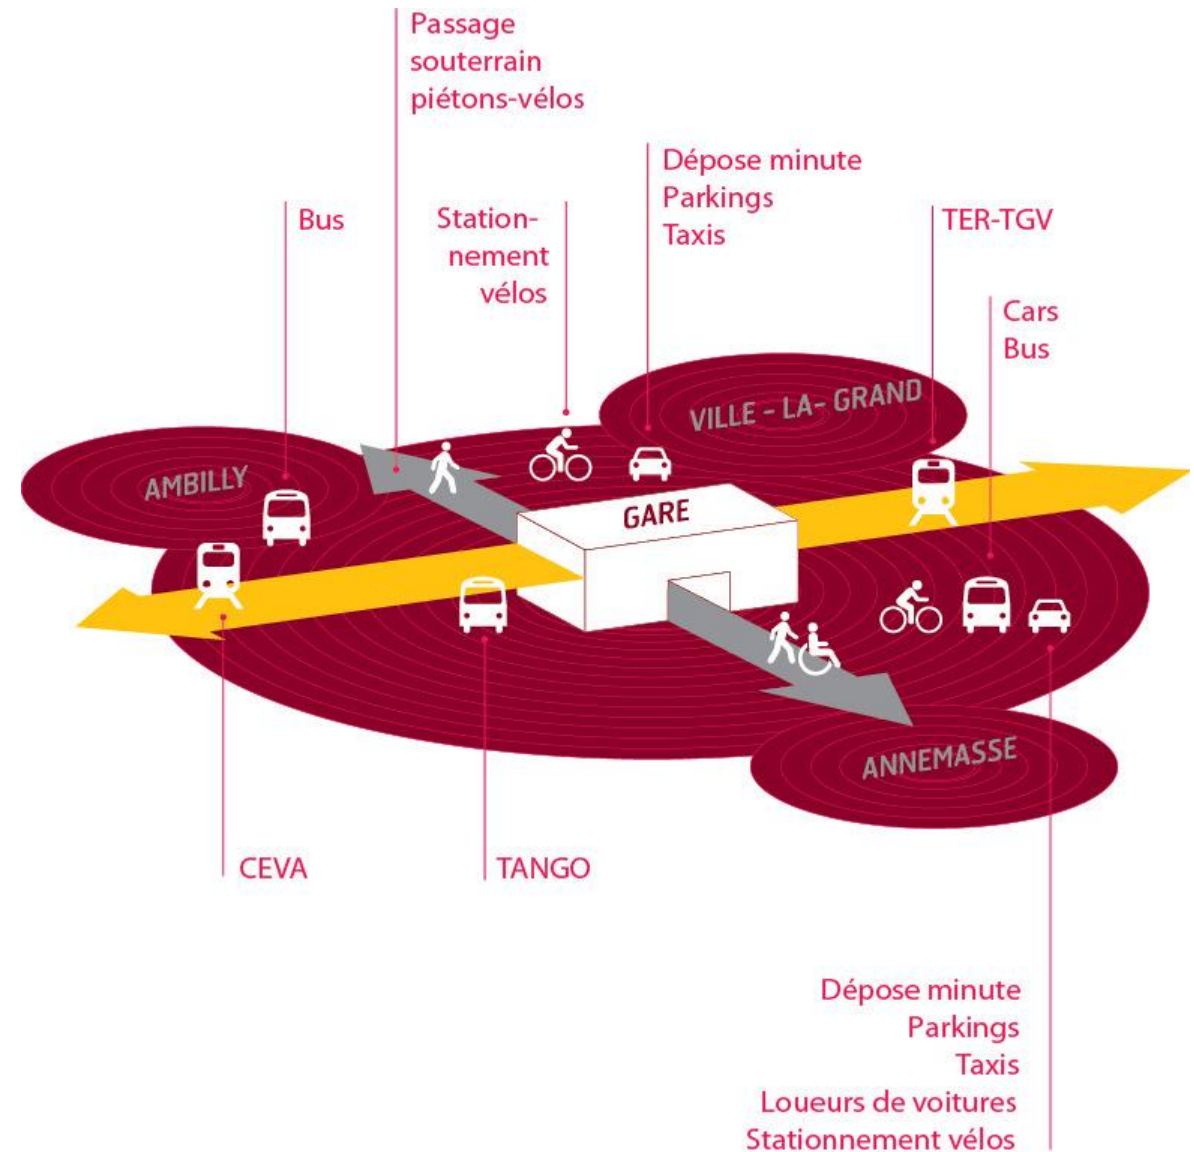 Passage
souterrain
piétons-vélos
Dépose minute
Parkings
Taxis
Bus
Station-
nement
vélos
TER-TGV
Cars
Bus
VILLE - LA- GRAND
AMBILLY
GARE
ANNEMASSE
CEVA
TANGO
Dépose minute
Parkings
Taxis
Loueurs de voitures
Stationnement vélos